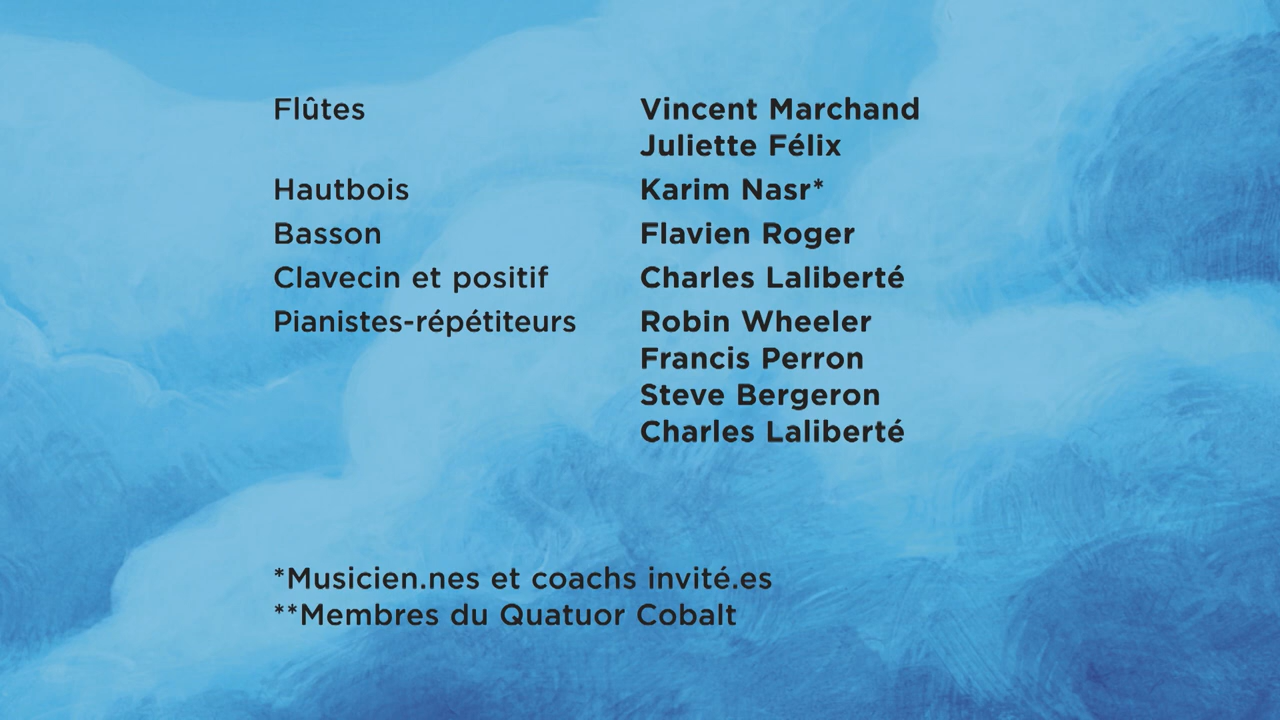 Flûtes Vincent Marchand
Juliette Félix
Hautbois Karim Nasr*
Basson Flavien Roger
Clavecin et positif Charles Laliberté
Pianistes-répétiteurs Robin Wheeler
Francis Perron
Steve Bergeron
Charles Laliberté
*Musicien.nes et coachs invité.es
**Membres du Quatuor Cobalt